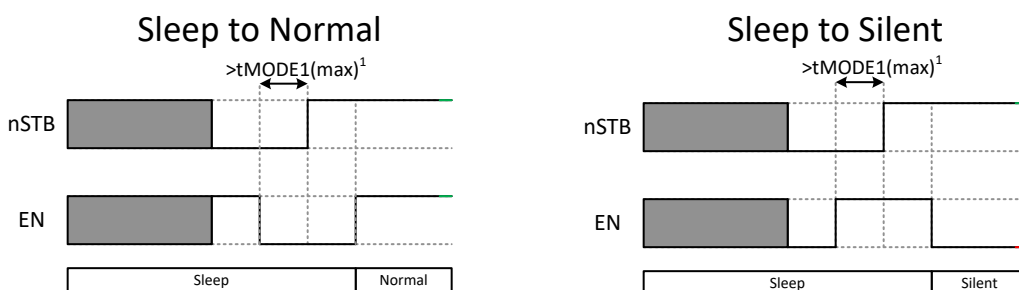 Sleep to Normal
>tMODE1(max)1
nSTB
EN
Sleep
Normal
Sleep to Silent
>tMODE1(max)1
nSTB
EN
Sleep
Silent